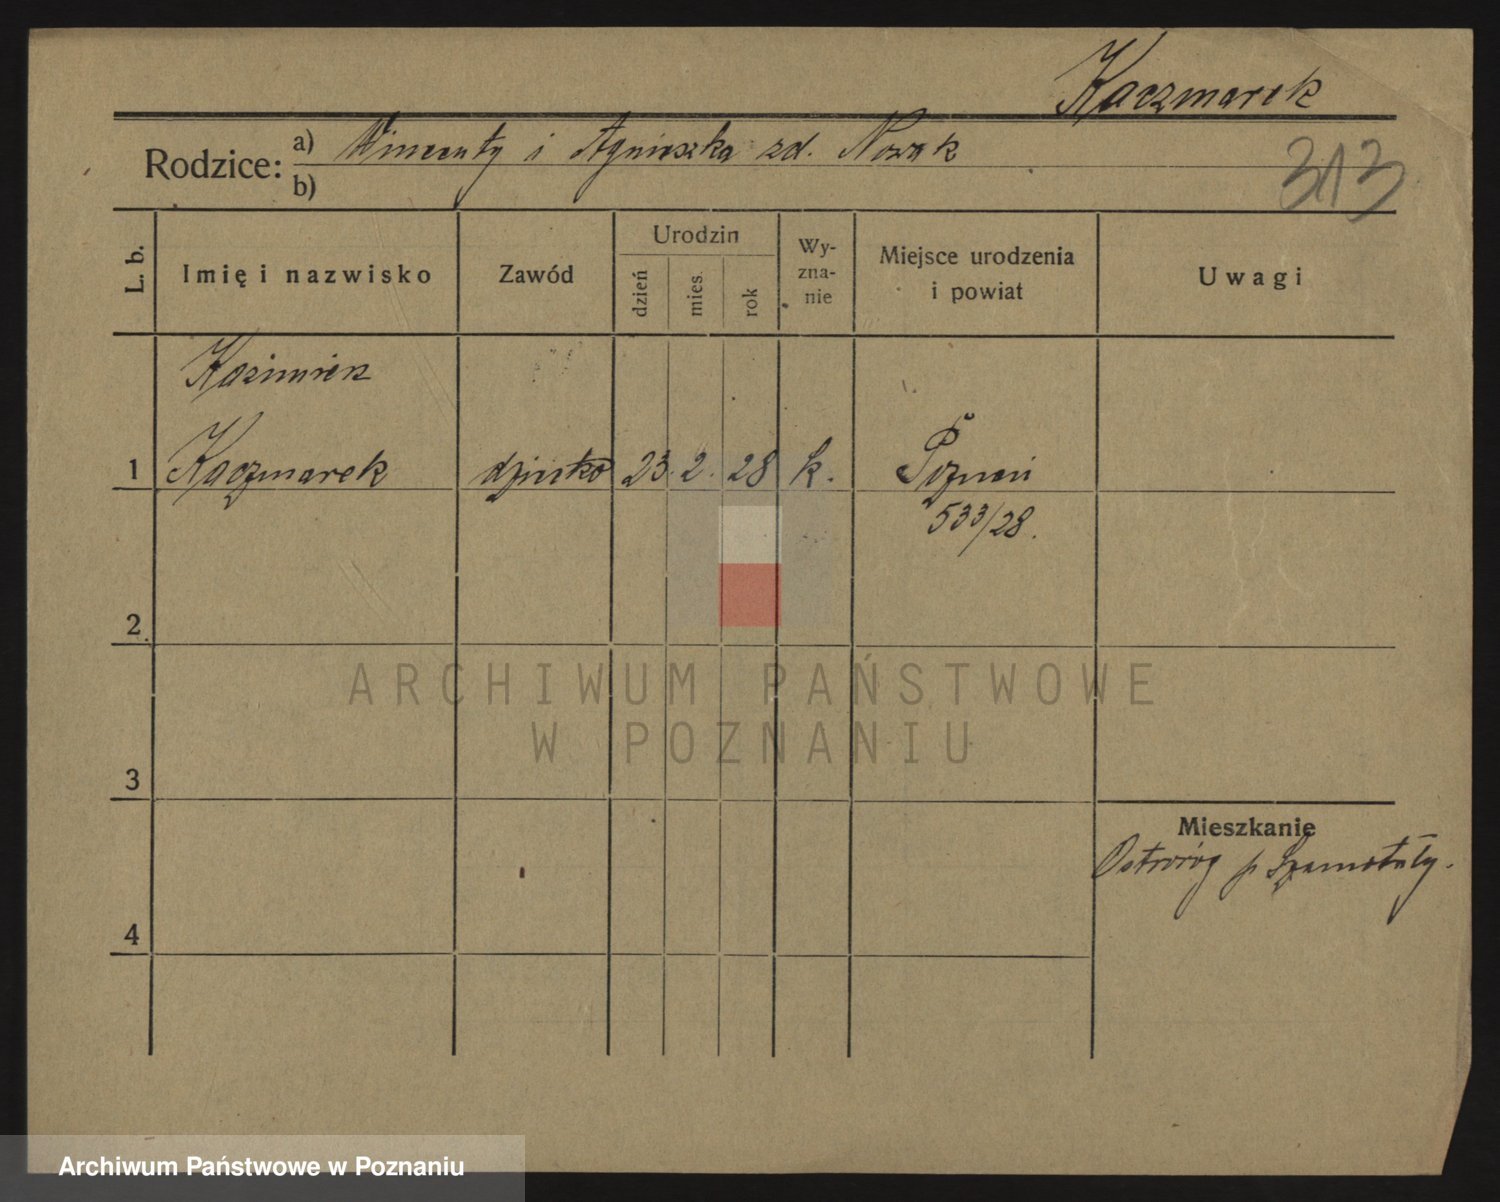 Kaczmarek
Rodzice: a) Wincenty i Agnieszka zd. Nowak
b)
313
L. b. Imię i nazwisko Zawód Urodzin dzień mies. rok Wy-zna-nie Miejsce urodzenia i powiat Uwagi
Kazimierz
1 Kaczmarek dziecko 23. 2. 28 k. Poznań
533/28.
2
3
Mieszkanie
Ostroróg p. Szamotuły.
4
ARCHIWUM PAŃSTWOWE
W POZNANIU
Archiwum Państwowe w Poznaniu